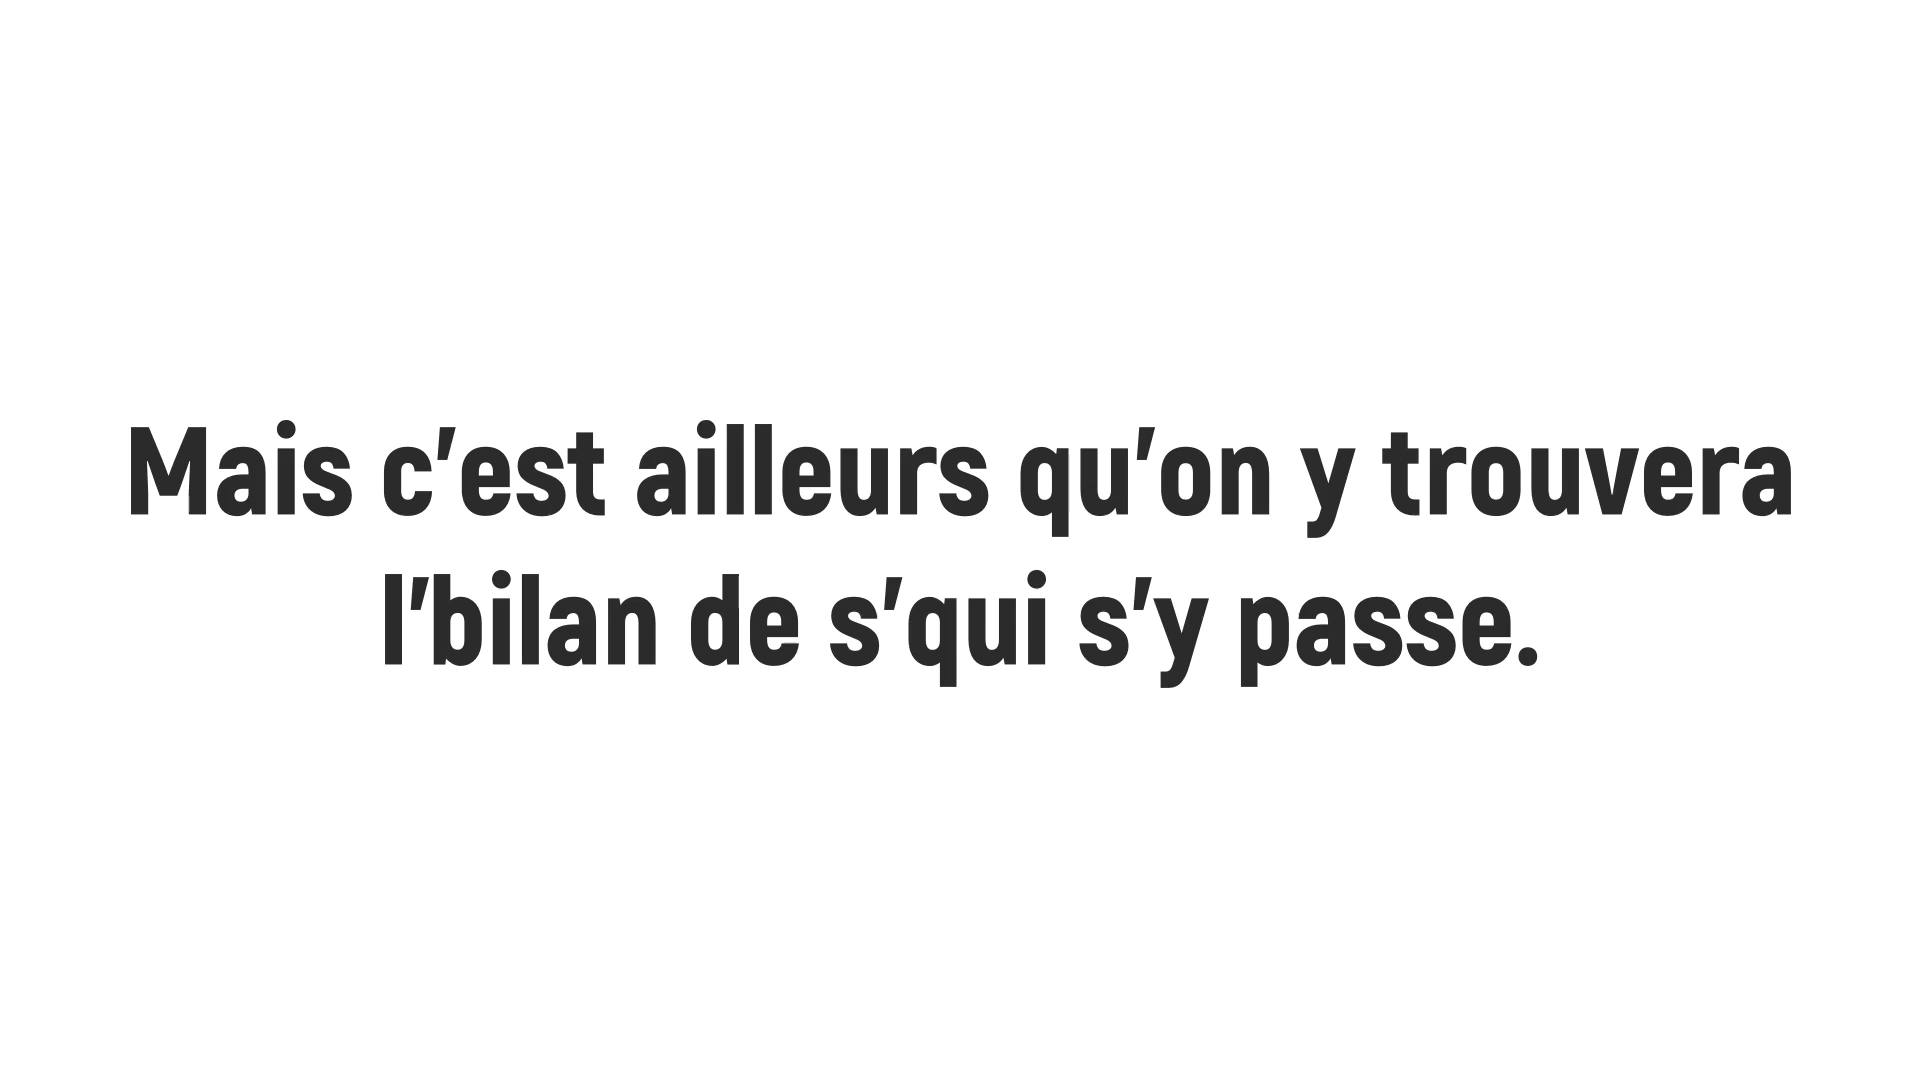 Mais c’est ailleurs qu’on y trouvera
l’bilan de s’qui s’y passe.